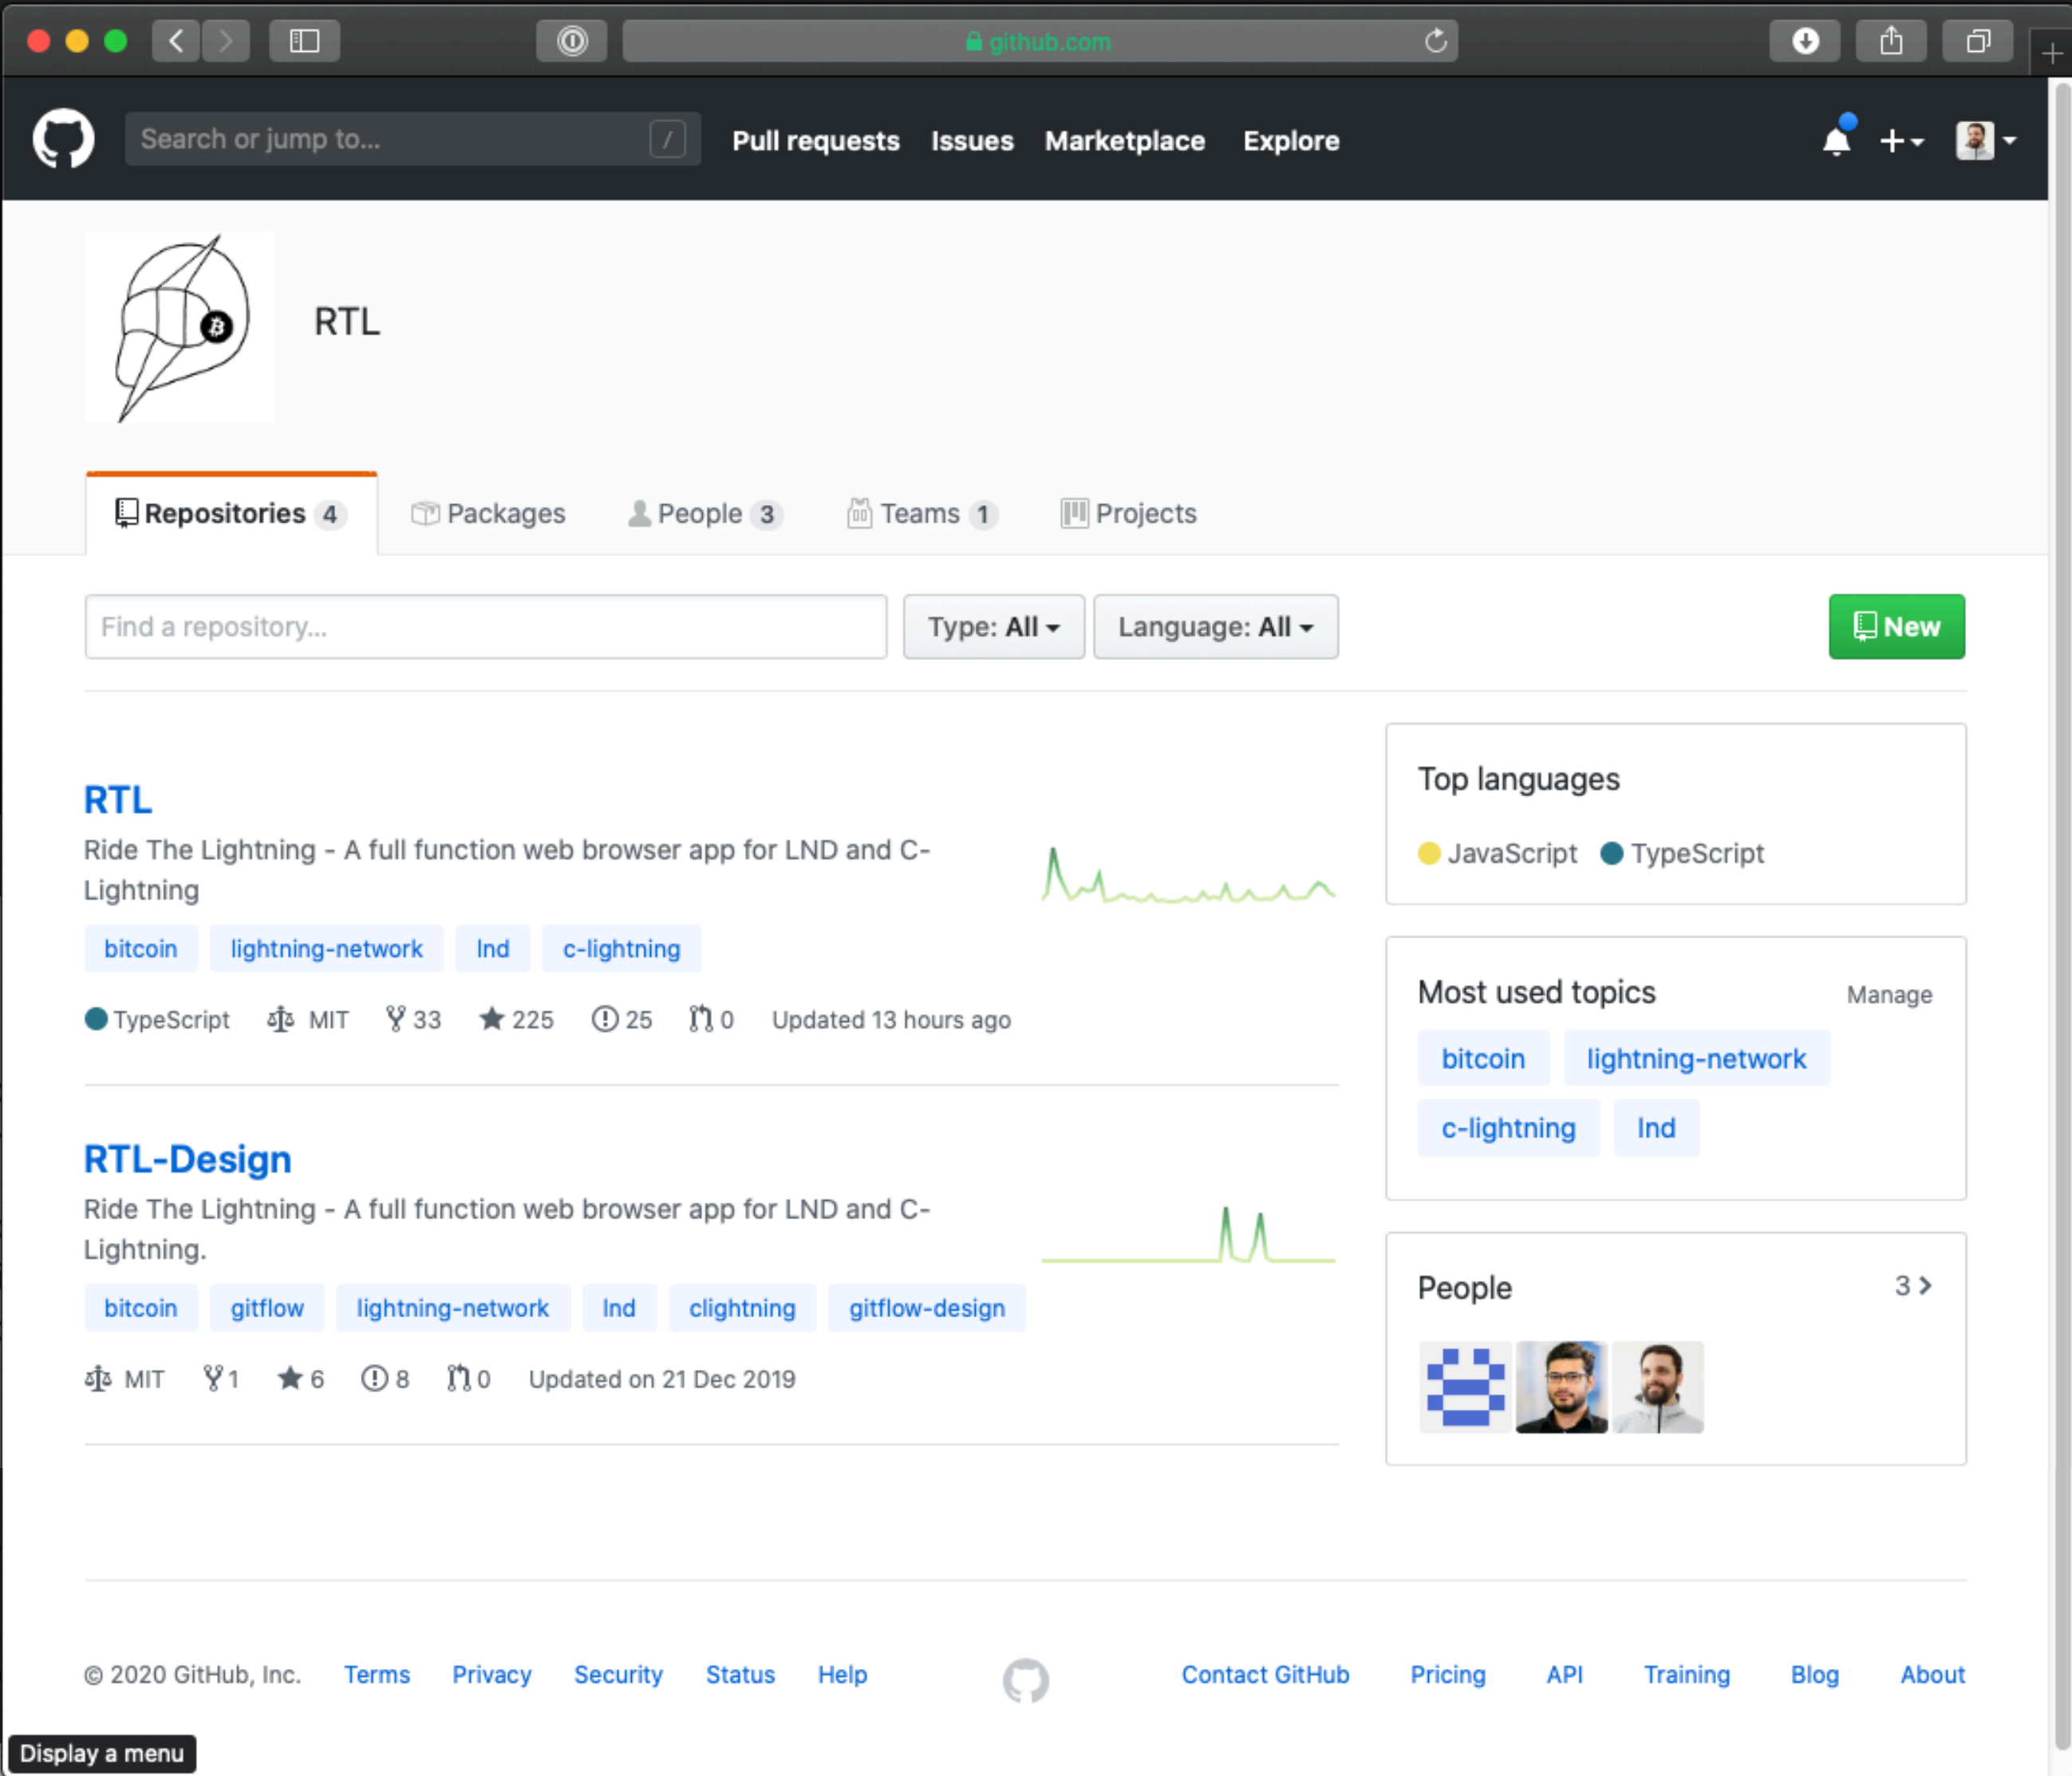 github.com
Search or jump to... /
Pull requests Issues Marketplace Explore
RTL
Repositories 4 Packages People 3 Teams 1 Projects
Find a repository... Type: All Language: All New
RTL
Ride The Lightning - A full function web browser app for LND and C-
Lightning
bitcoin lightning-network lnd c-lightning
TypeScript MIT 33 225 25 0 Updated 13 hours ago
RTL-Design
Ride The Lightning - A full function web browser app for LND and C-
Lightning.
bitcoin gitflow lightning-network lnd clightning gitflow-design
MIT 1 6 8 0 Updated on 21 Dec 2019
Top languages
JavaScript TypeScript
Most used topics Manage
bitcoin lightning-network
c-lightning lnd
People 3
© 2020 GitHub, Inc. Terms Privacy Security Status Help Contact GitHub Pricing API Training Blog About
Display a menu